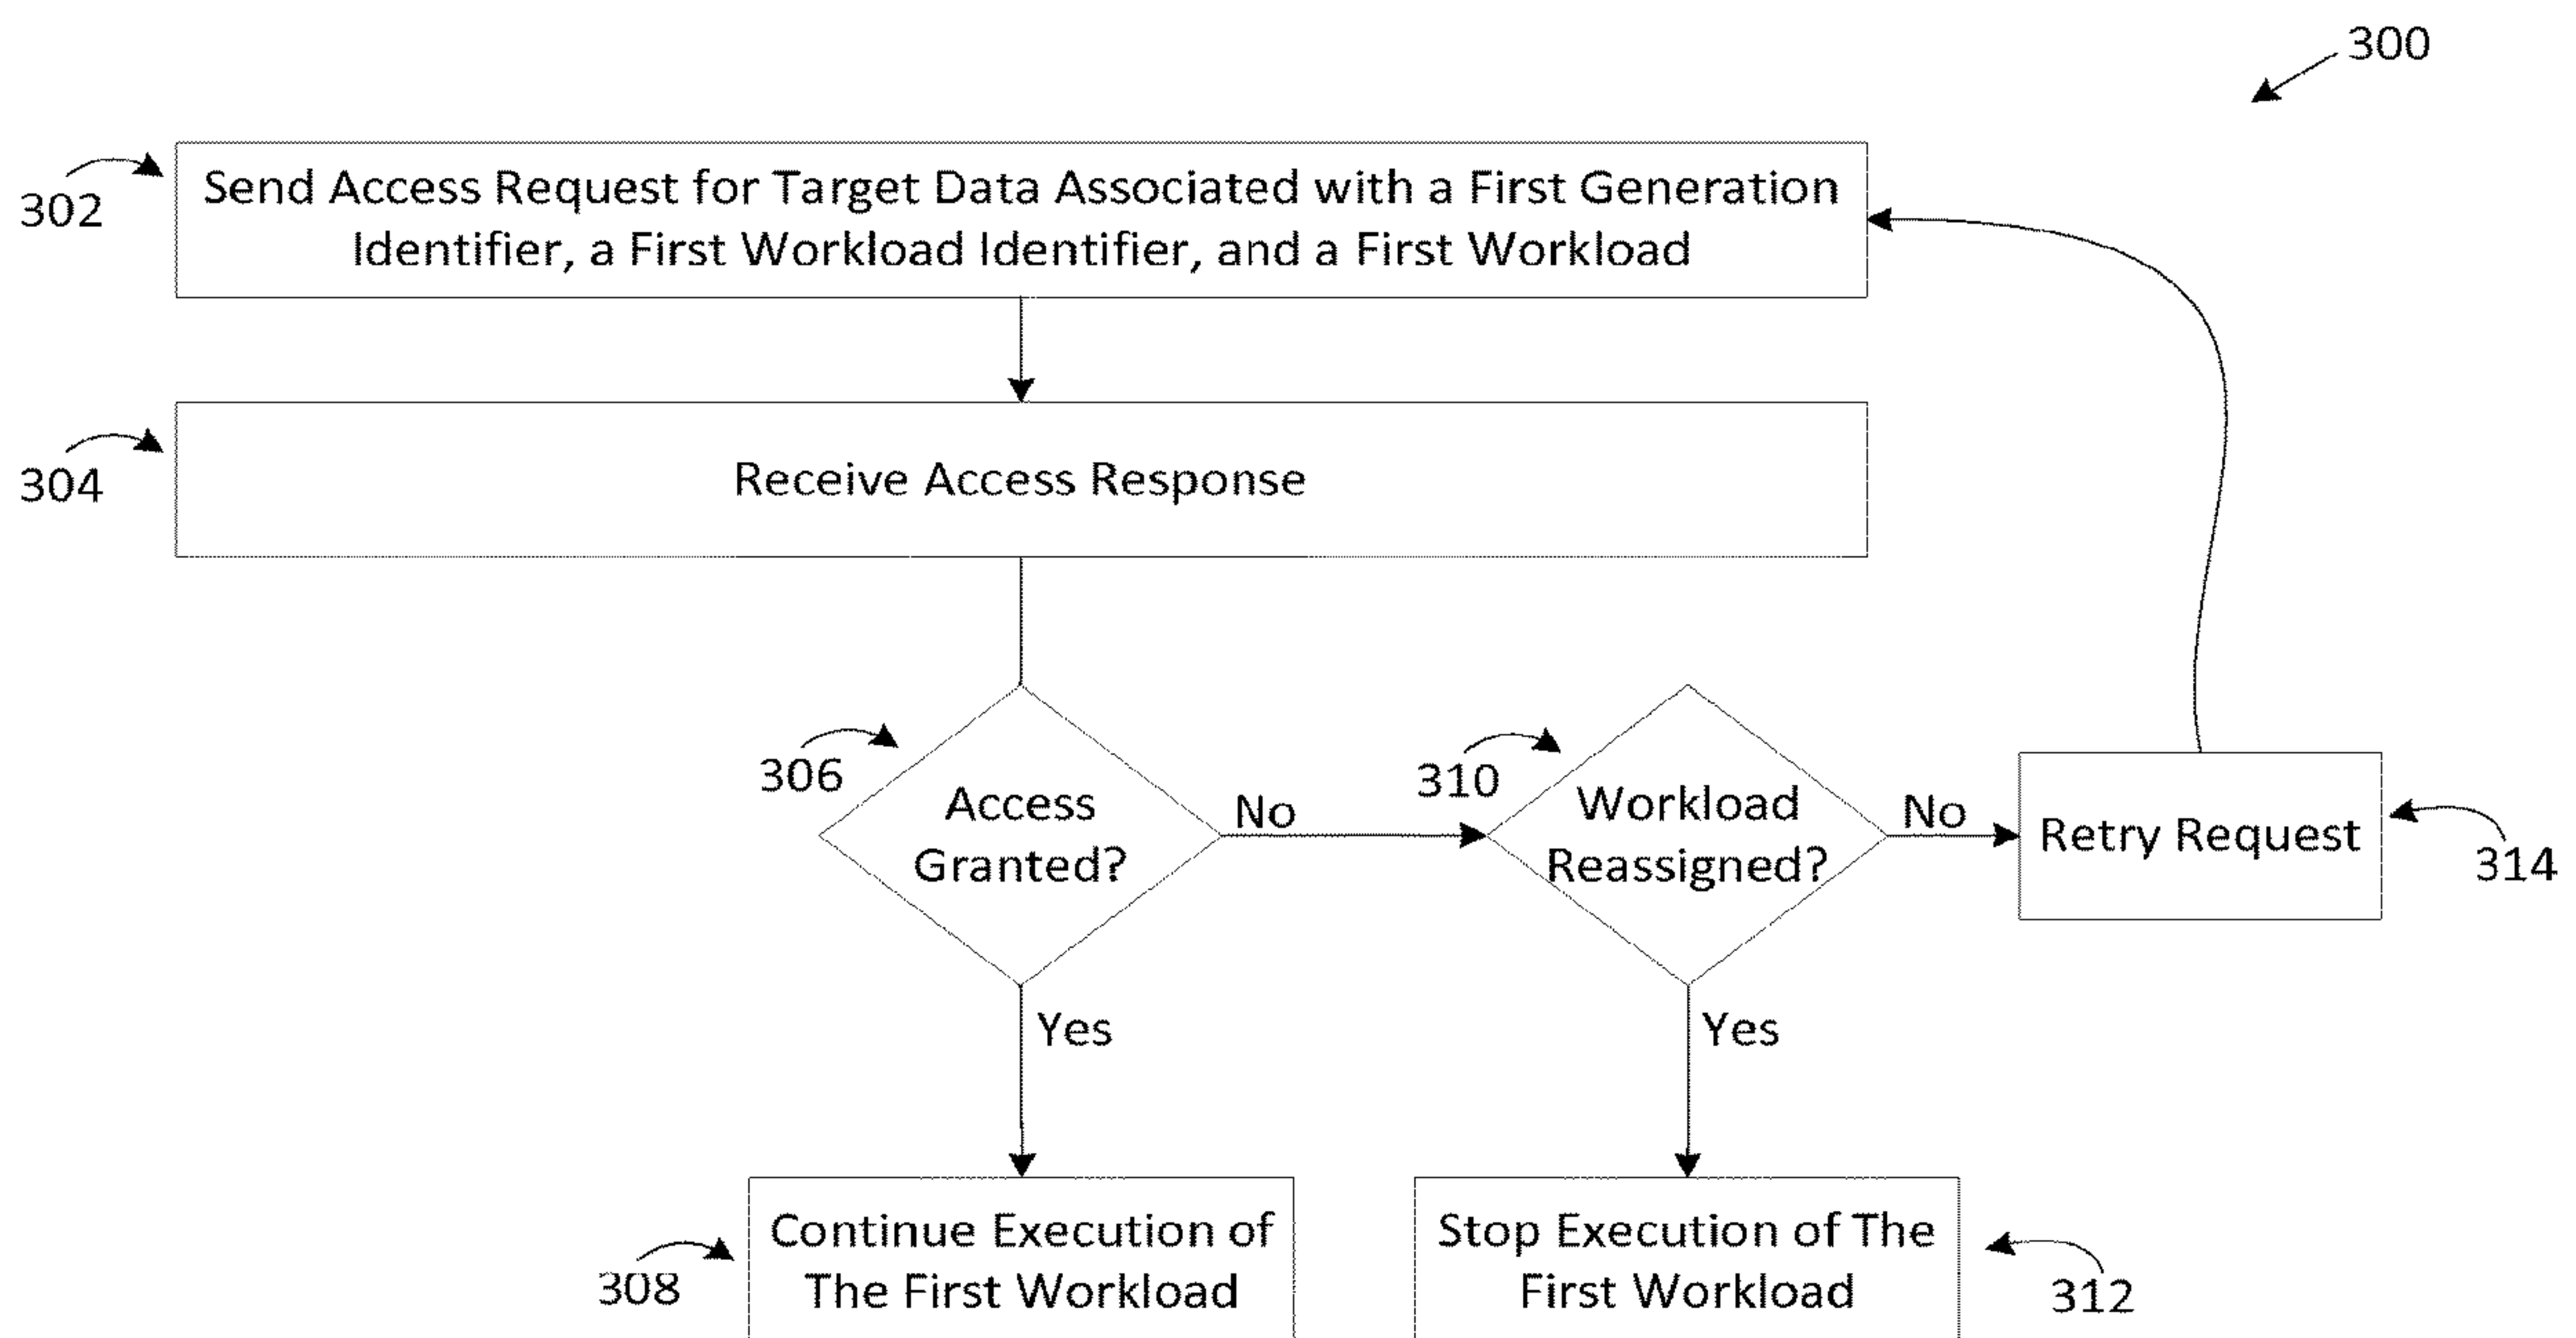 300
302
Send Access Request for Target Data Associated with a First Generation
Identifier, a First Workload Identifier, and a First Workload
304
Receive Access Response
306
Access
Granted?
No
310
Workload
Reassigned?
No
Retry Request
314
Yes
Yes
308
Continue Execution of
The First Workload
Stop Execution of The
First Workload
312